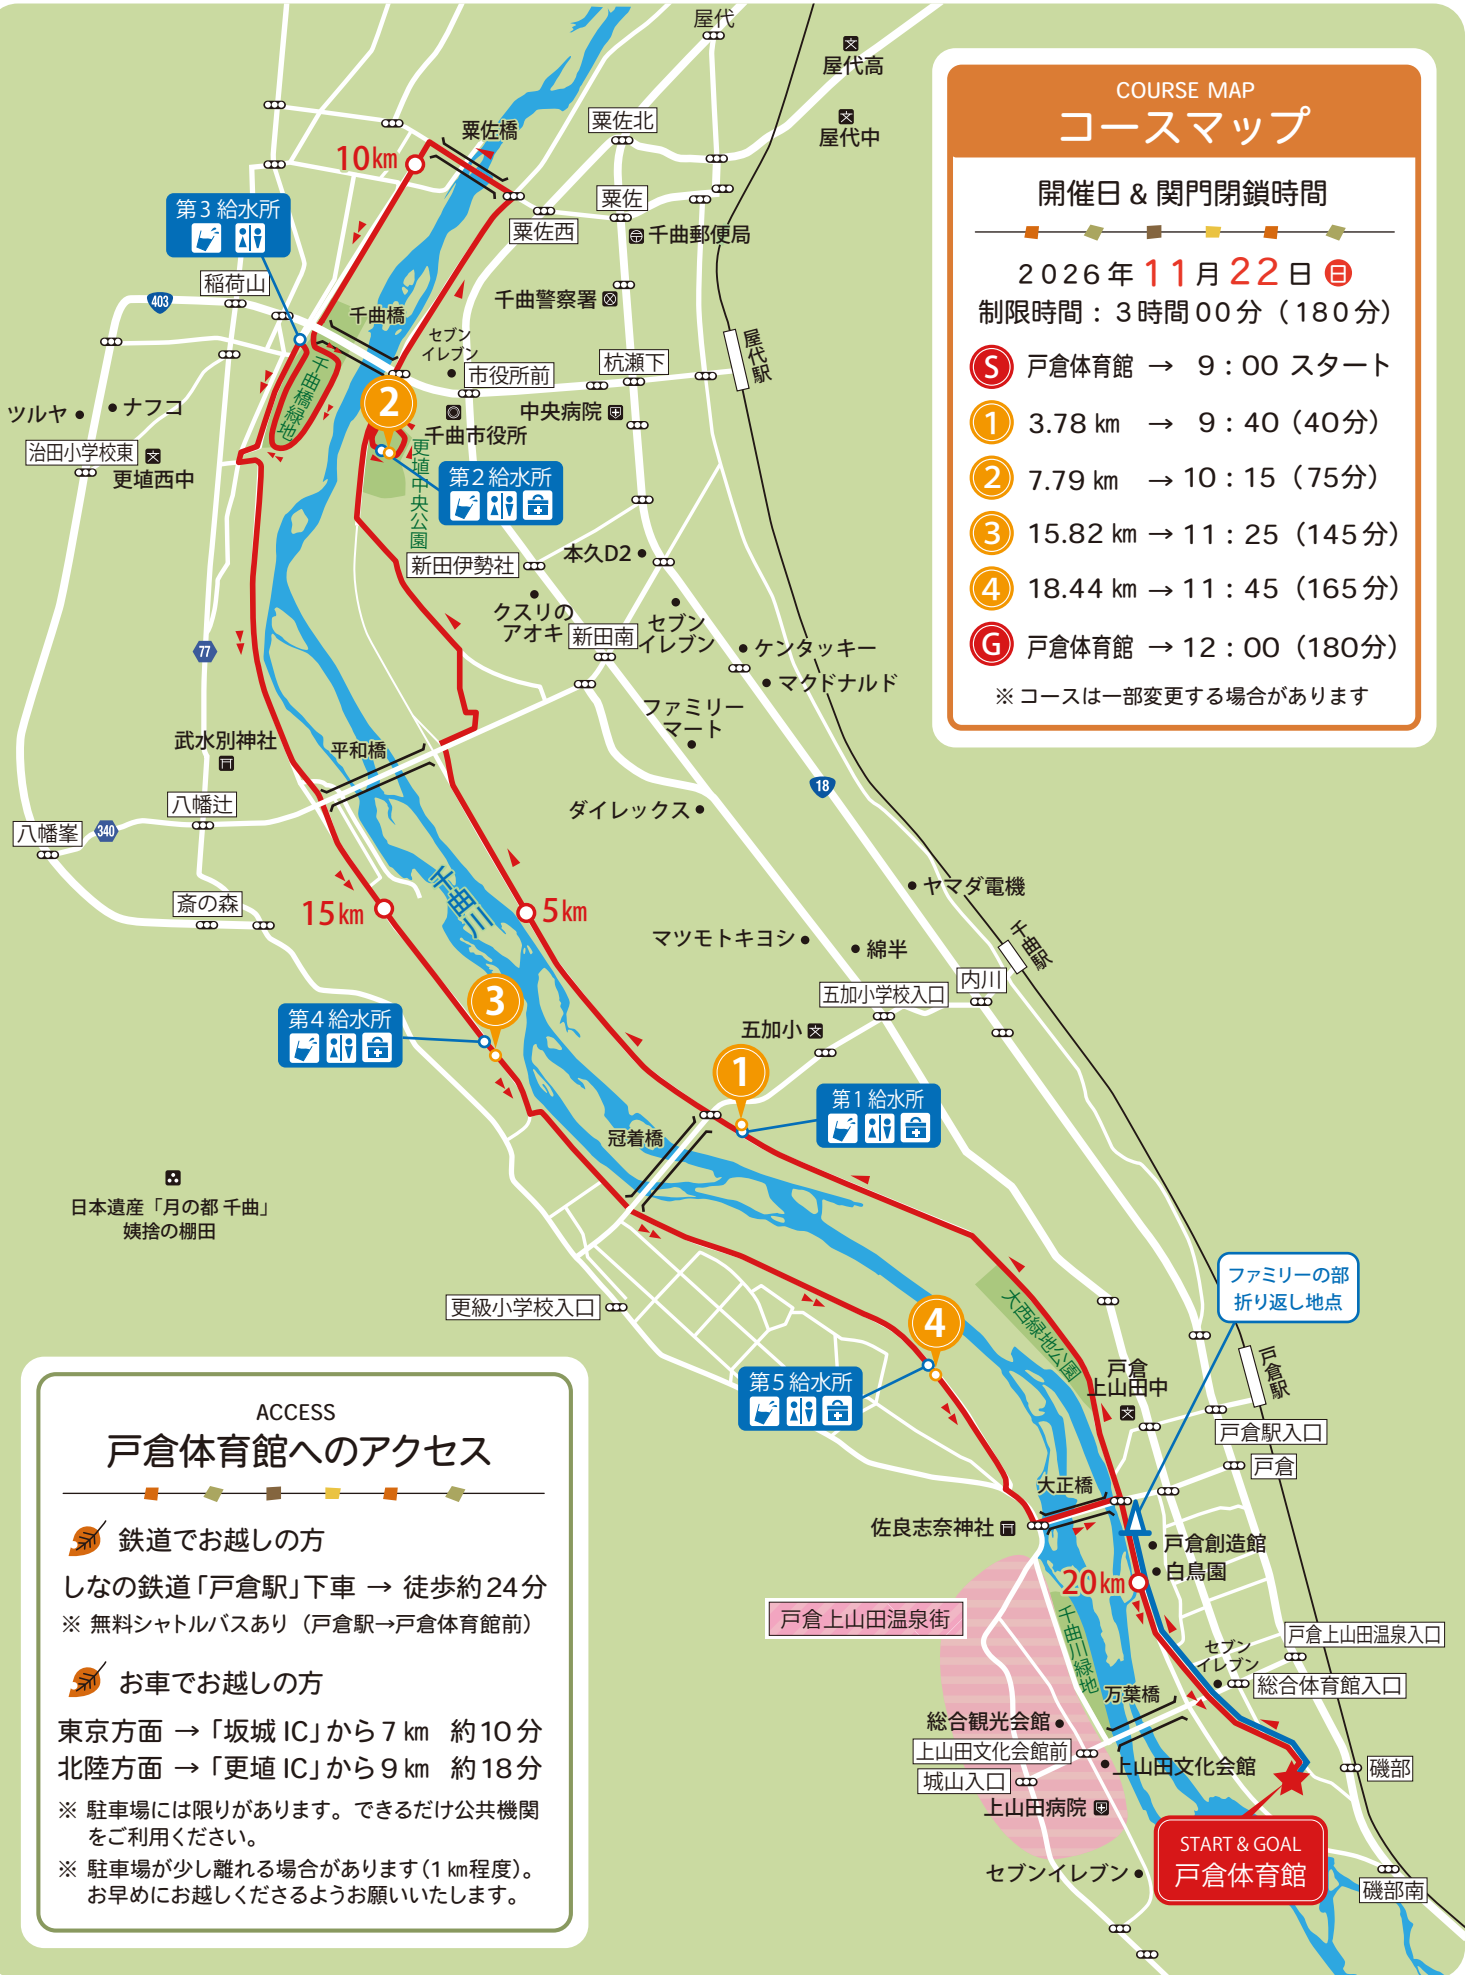 COURSE MAP
コースマップ
開催日 & 関門閉鎖時間
2026年 11月 22日 日
制限時間：3時間00分（180分）
S 戸倉体育館 → 9：00 スタート
1 3.78 km → 9：40（40分）
2 7.79 km → 10：15（75分）
3 15.82 km → 11：25（145分）
4 18.44 km → 11：45（165分）
G 戸倉体育館 → 12：00（180分）
※ コースは一部変更する場合があります
屋代
屋代高
屋代中
粟佐橋
粟佐北
10km
粟佐
粟佐西
千曲郵便局
第3給水所
稲荷山
403
千曲橋
千曲警察署
セブン
イレブン
屋代駅
杭瀬下
市役所前
千曲橋緑地
2
中央病院
千曲市役所
ツルヤ
ナフコ
治田小学校東
更埴西中
更埴中央公園
第2給水所
新田伊勢社
本久D2
クスリの
アオキ
新田南
セブン
イレブン
ケンタッキー
マクドナルド
77
ファミリー
マート
武水別神社
平和橋
18
八幡辻
ダイレックス
八幡峯
340
千曲川
斎の森
15km
5km
ヤマダ電機
マツモトキヨシ
綿半
千曲駅
内川
五加小学校入口
五加小
3
第4給水所
1
第1給水所
冠着橋
日本遺産「月の都 千曲」
姨捨の棚田
更級小学校入口
4
大西緑地公園
ファミリーの部
折り返し地点
第5給水所
戸倉
上山田中
戸倉駅
戸倉駅入口
戸倉
大正橋
佐良志奈神社
戸倉創造館
白鳥園
20km
戸倉上山田温泉街
千曲川緑地
戸倉上山田温泉入口
セブン
イレブン
総合体育館入口
万葉橋
総合観光会館
上山田文化会館前
上山田文化会館
城山入口
上山田病院
磯部
START & GOAL
戸倉体育館
セブンイレブン
磯部南
ACCESS
戸倉体育館へのアクセス
鉄道でお越しの方
しなの鉄道「戸倉駅」下車 → 徒歩約24分
※ 無料シャトルバスあり（戸倉駅→戸倉体育館前）
お車でお越しの方
東京方面 →「坂城 IC」から7 km 約10分
北陸方面 →「更埴 IC」から9 km 約18分
※ 駐車場には限りがあります。できるだけ公共機関
をご利用ください。
※ 駐車場が少し離れる場合があります（1 km程度）。
お早めにお越しくださるようお願いいたします。